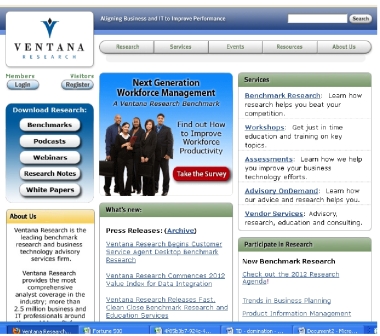 Aligning Business and IT to Improve Performance
Search
VENTANA
RESEARCH
Research
Services
Events
Resources
About Us
Members
Visitors
Login
Register
Download Research:
Benchmarks
Podcasts
Webinars
Research Notes
White Papers
About Us
Ventana Research is the
leading benchmark
research and business
technology advisory
services firm.
Ventana Research
provides the most
comprehensive
analyst coverage in the
industry; more than
2.5 million business and
IT professionals around
Next Generation
Workforce Management
A Ventana Research Benchmark
Find out How
to Improve
Workforce
Productivity
Take the Survey
What's new:
Press Releases: (Archive)
Ventana Research Begins Customer
Service Agent Desktop Benchmark
Research
Ventana Research Commences 2012
Value Index for Data Integration
Ventana Research Releases Fast,
Clean Close Benchmark Research and
Education Services
Services
Benchmark Research: Learn how
research helps you beat your
competition.
Workshops: Get just in time
education and training on key
topics.
Assessments: Learn how we help
you improve your business
technology efforts.
Advisory OnDemand: Learn how
our advice and research helps you.
Vendor Services: Advisory,
research, education and consulting.
Participate in Research
New Benchmark Research
Check out the 2012 Research
Agenda!
Trends in Business Planning
Product Information Management
Ventana Research...
Fortune 500
TD - domination - ...
Document2 - Micro...